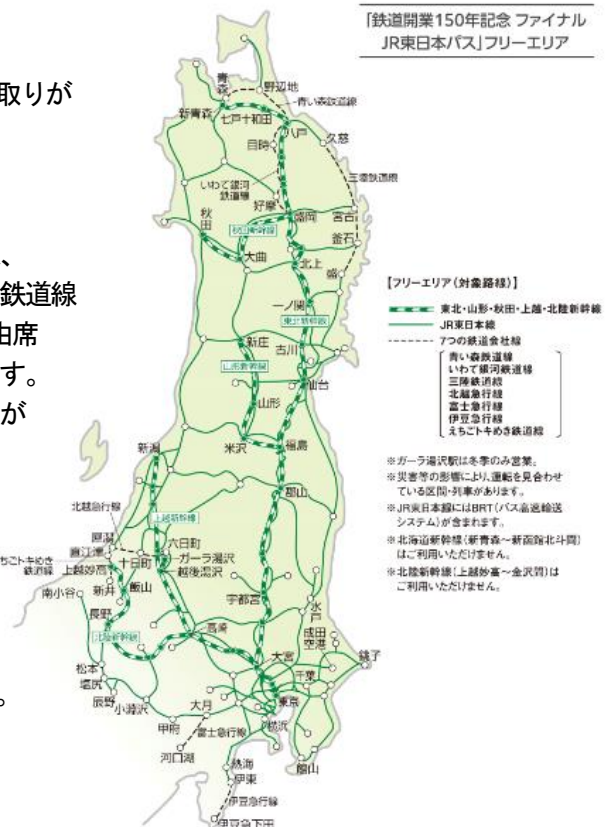 「鉄道開業150年記念 ファイナル
JR東日本パス」フリーエリア
取りが
、
鉄道線
由席
す。
が
。
青森
野辺地
青い森鉄道線
新青森
七戸十和田
八戸
久慈
目時
三陸鉄道線
いわて銀河
鉄道線
好摩
盛岡
宮古
秋田
秋田新幹線
釜石
大曲
北上
盛
一ノ関
東北新幹線
新庄
古川
山形新幹線
仙台
山形
新潟
米沢
福島
郡山
北越急行線
上越新幹線
犀潟
六日町
直江津
十日町
ガーラ湯沢
ちごトキめき
鉄道線
上越妙高
越後湯沢
新井
飯山
南小谷
宇都宮
水戸
長野
北陸新幹線
高崎
成田
空港
銚子
大宮
松本
千葉
塩尻
辰野
小淵沢
大月
東京
甲府
富士急行線
横浜
河口湖
熱海
館山
伊東
伊豆急行線
伊豆急下田
【フリーエリア(対象路線)】
東北・山形・秋田・上越・北陸新幹線
JR東日本線
7つの鉄道会社線
青い森鉄道線
いわて銀河鉄道線
三陸鉄道線
北越急行線
富士急行線
伊豆急行線
えちごトキめき鉄道線
※ガーラ湯沢駅は冬季のみ営業。
※災害等の影響により、運転を見合わせ
ている区間・列車があります。
※JR東日本線にはBRT(バス高速輸送
システム)が含まれます。
※北海道新幹線(新青森～新函館北斗間)
はご利用いただけません。
※北陸新幹線(上越妙高～金沢間)は
ご利用いただけません。